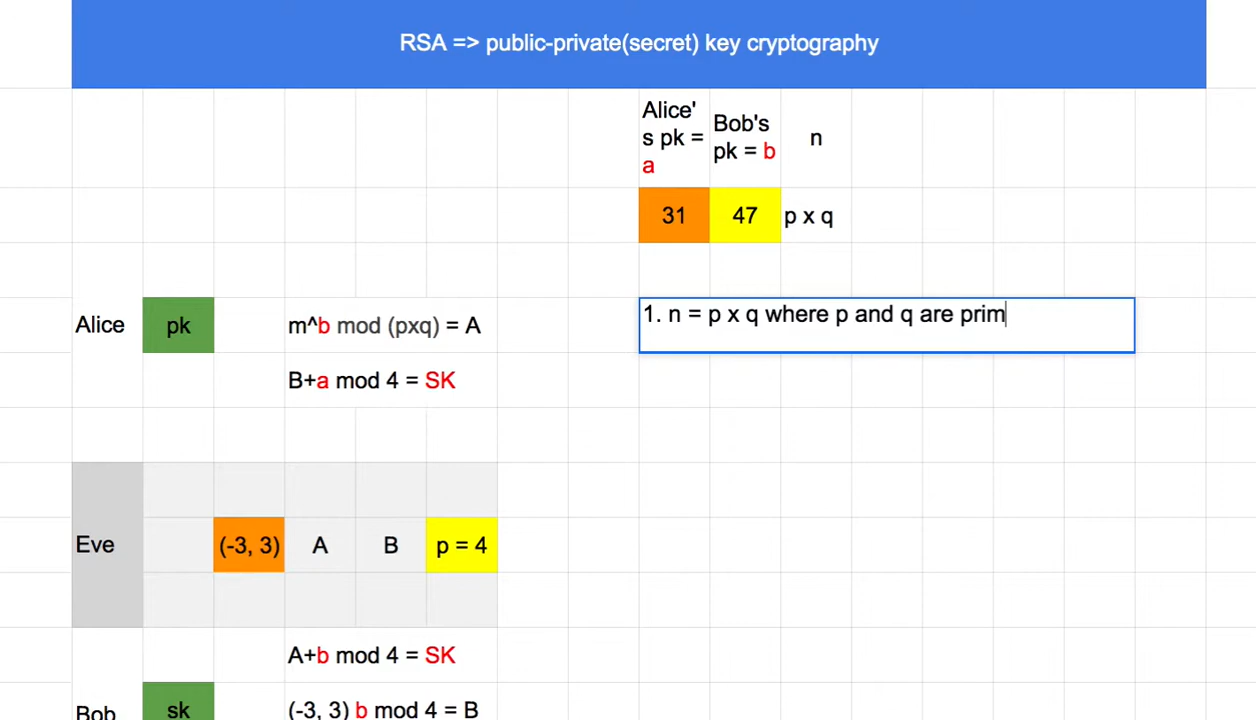 RSA => public-private(secret) key cryptography
Alice'
s pk =
a
Bob's
pk = b
n
31
47
p x q
Alice
pk
m^b mod (pxq) = A
1. n = p x q where p and q are prim
B+a mod 4 = SK
Eve
(-3, 3)
A
B
p = 4
A+b mod 4 = SK
Bob
sk
(-3, 3) b mod 4 = B